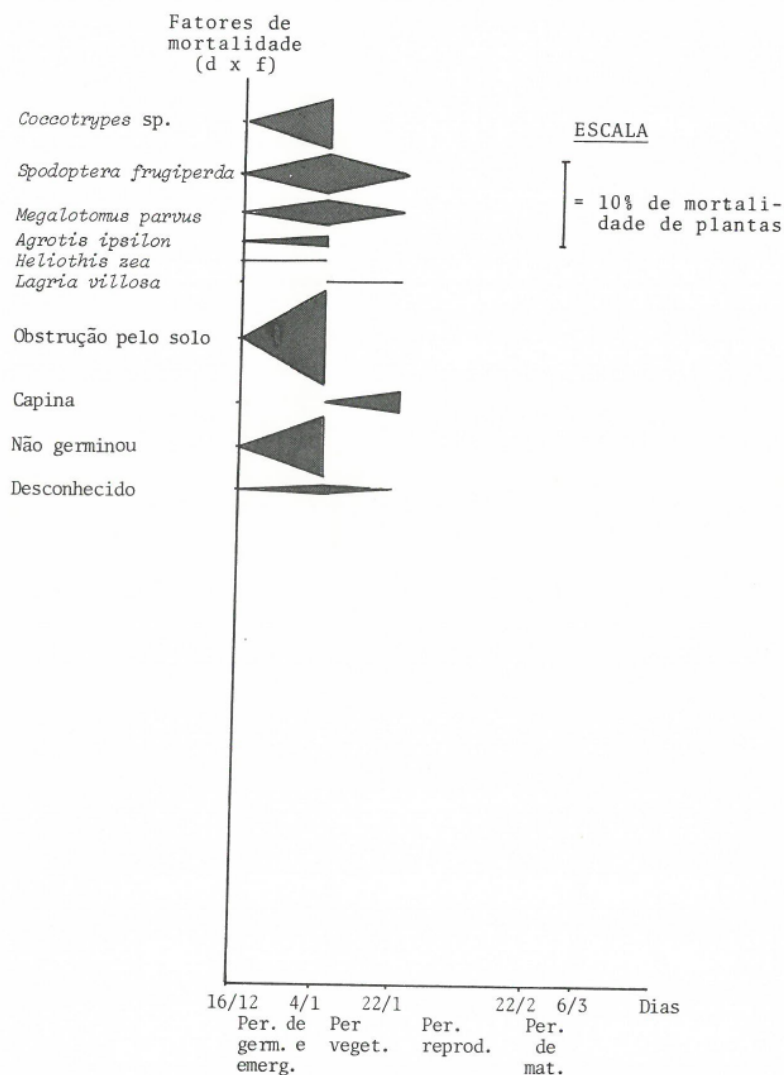 Fatores de
mortalidade
(d x f)
Coccotrypes sp.
Spodoptera frugiperda
Megalotomus parvus
Agrotis ipsilon
Heliothis zea
Lagria villosa
Obstrução pelo solo
Capina
Não germinou
Desconhecido
ESCALA
= 10% de mortali-
dade de plantas
16/12 4/1 22/1 22/2 6/3 Dias
Per. de Per Per. Per.
germ. e veget. reprod. de
emerg. mat.